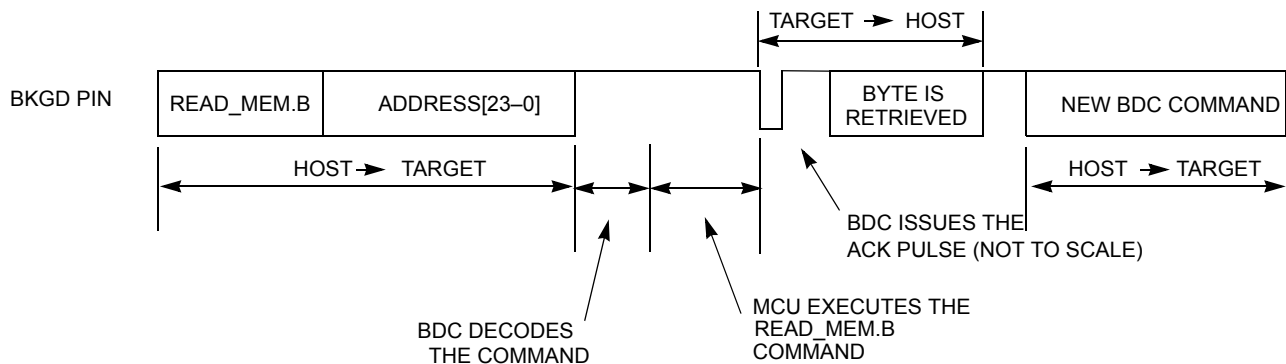 TARGET → HOST
BKGD PIN
READ_MEM.B
ADDRESS[23–0]
BYTE IS
RETRIEVED
NEW BDC COMMAND
HOST → TARGET
HOST → TARGET
BDC ISSUES THE
ACK PULSE (NOT TO SCALE)
BDC DECODES
THE COMMAND
MCU EXECUTES THE
READ_MEM.B
COMMAND